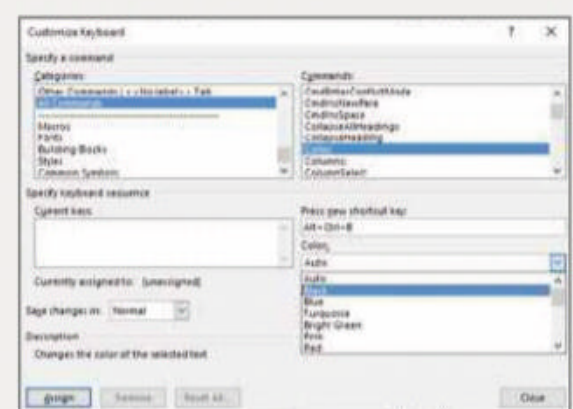 Customize Keyboard
? ×
Specify a command
Categories:
Other Commands | Tab
All Commands
Macros
Fonts
Building Blocks
Styles
Common Symbols
Commands:
CollapseAllHeadings
CollapseHeading
Color:
Columns
ColumnSelect
Specify keyboard sequence
Current keys:
Press new shortcut key:
Alt+Ctrl+B
Color:
Auto
Auto
Black
Blue
Turquoise
Bright Green
Pink
Red
Currently assigned to: [unassigned]
Save changes in: Normal
Description
Changes the color of the selected text
Assign Remove Reset All... Close